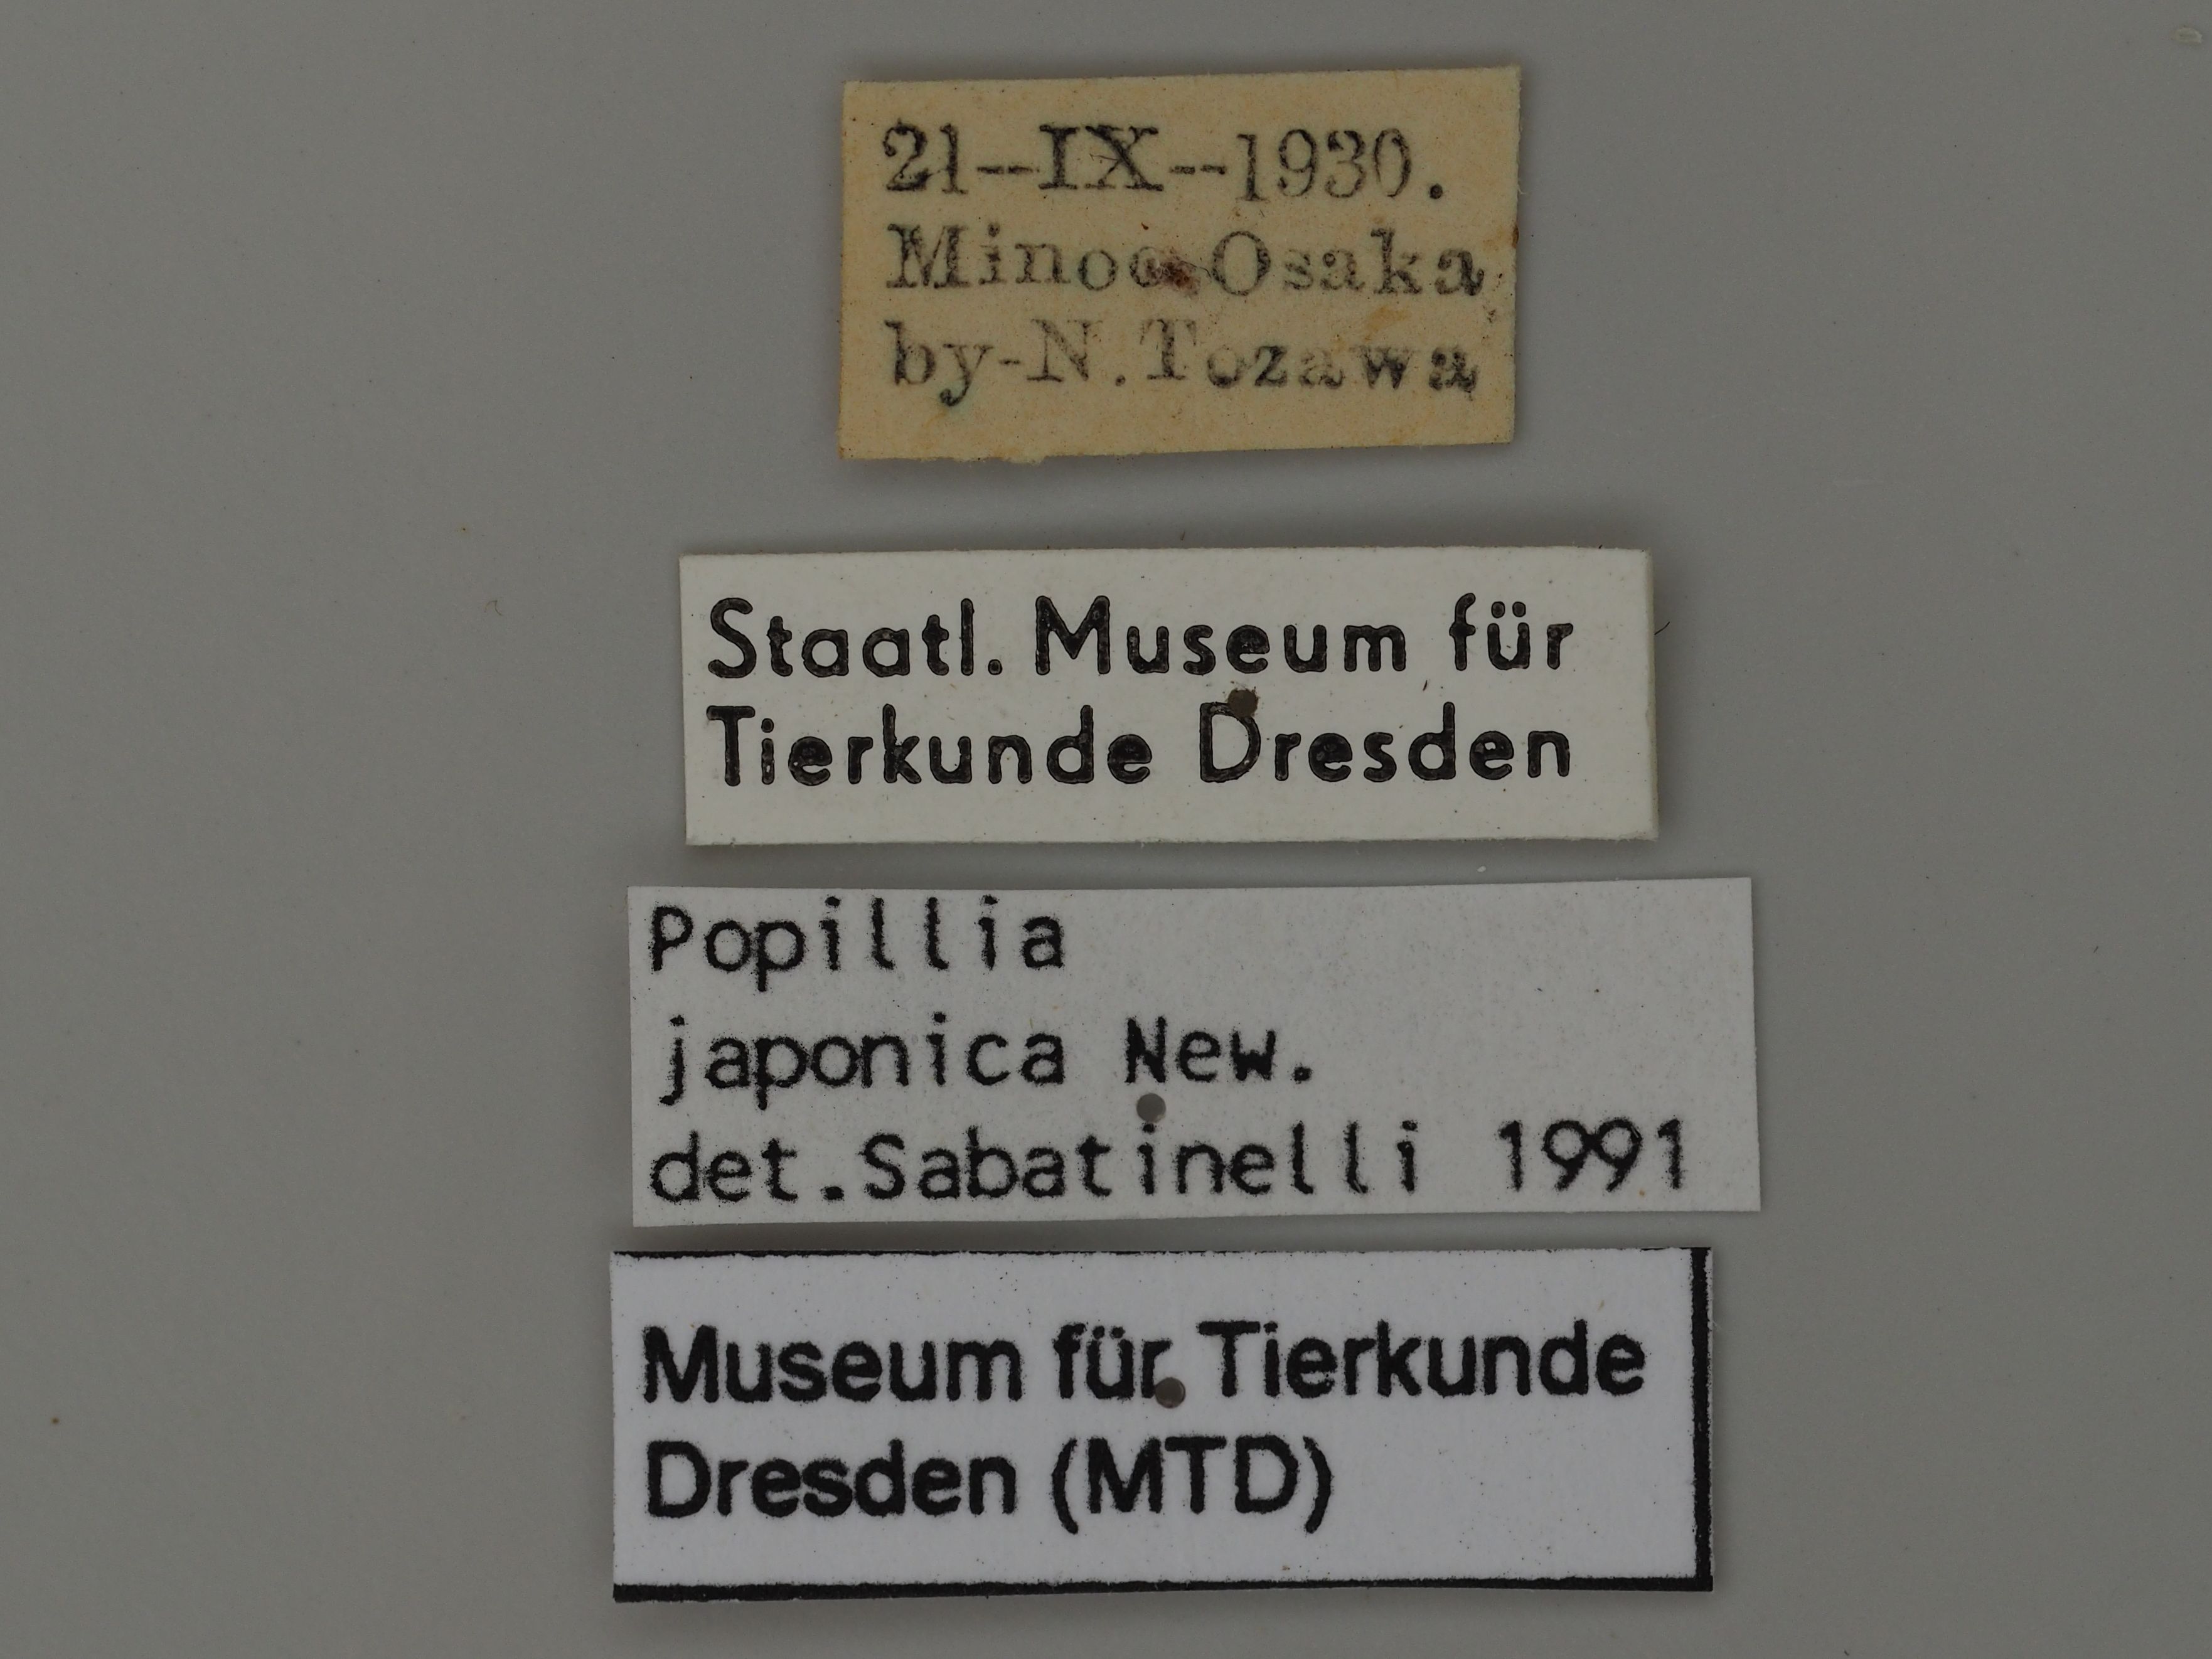 21--IX--1930.
Minoo-Osaka
by-N.Tozawa
Staatl. Museum für
Tierkunde Dresden
Popillia
japonica New.
det.Sabatinelli 1991
Museum für Tierkunde
Dresden (MTD)